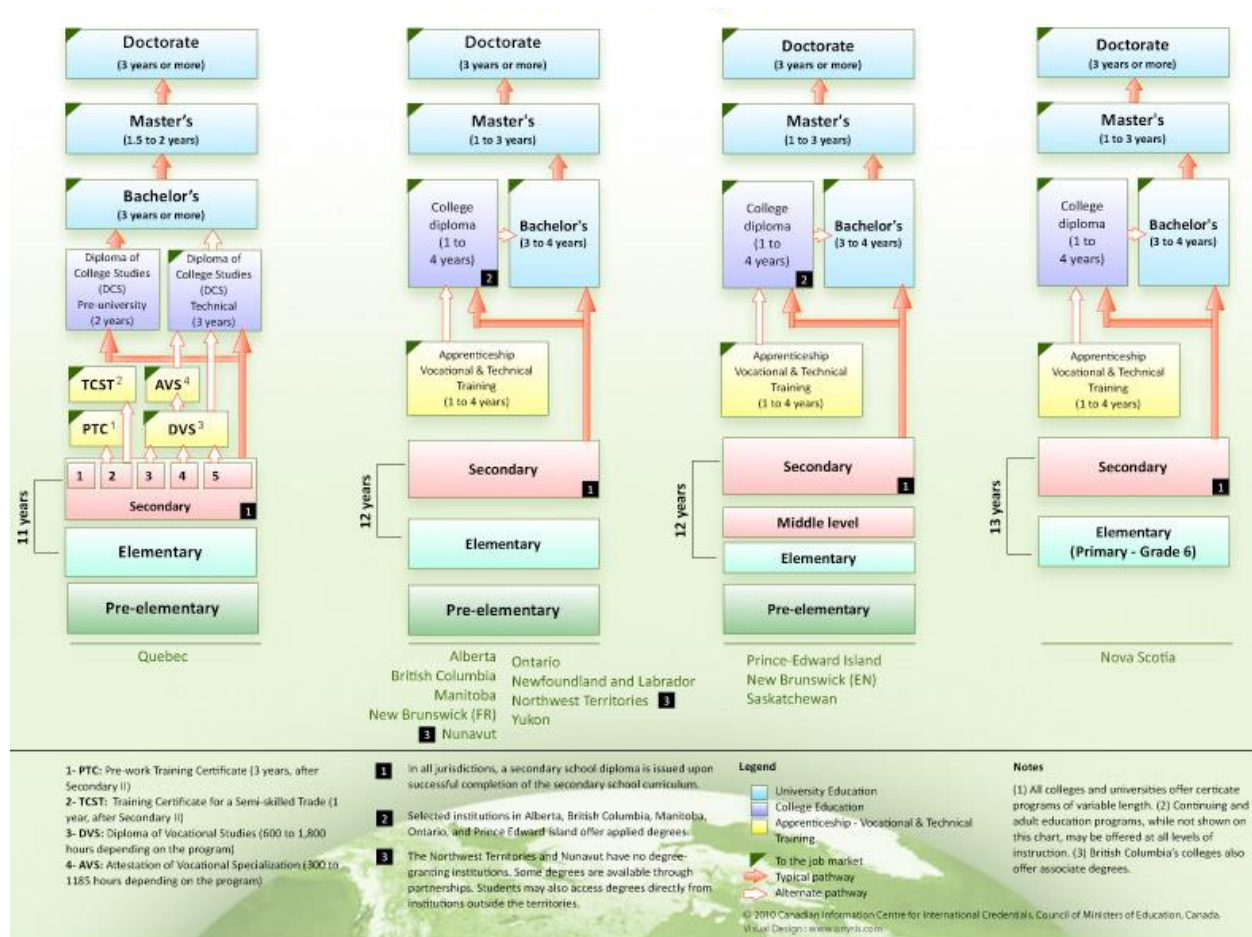 Doctorate
(3 years or more)
Master's
(1.5 to 2 years)
Bachelor's
(3 years or more)
Diploma of
College Studies
(DCS)
Pre-university
(2 years)
Diploma of
College Studies
(DCS)
Technical
(3 years)
TCST 2
AVS 4
PTC 1
DVS 3
1 2 3 4 5
Secondary 1
11 years
Elementary
Pre-elementary
Quebec
Doctorate
(3 years or more)
Master's
(1 to 3 years)
College
diploma
(1 to
4 years)
2
Bachelor's
(3 to 4 years)
Apprenticeship
Vocational & Technical
Training
(1 to 4 years)
Secondary
1
12 years
Elementary
Pre-elementary
Alberta
British Columbia
Manitoba
New Brunswick (FR)
3 Nunavut
Ontario
Newfoundland and Labrador
Northwest Territories 3
Yukon
Doctorate
(3 years or more)
Master's
(1 to 3 years)
College
diploma
(1 to
4 years)
2
Bachelor's
(3 to 4 years)
Apprenticeship
Vocational & Technical
Training
(1 to 4 years)
Secondary
1
12 years
Middle level
Elementary
Pre-elementary
Prince-Edward Island
New Brunswick (EN)
Saskatchewan
Doctorate
(3 years or more)
Master's
(1 to 3 years)
College
diploma
(1 to
4 years)
Bachelor's
(3 to 4 years)
Apprenticeship
Vocational & Technical
Training
(1 to 4 years)
Secondary
1
13 years
Elementary
(Primary - Grade 6)
Nova Scotia
1- PTC: Pre-work Training Certificate (3 years, after
Secondary II)
2- TCST: Training Certificate for a Semi-skilled Trade (1
year, after Secondary II)
3- DVS: Diploma of Vocational Studies (600 to 1,800
hours depending on the program)
4- AVS: Attestation of Vocational Specialization (300 to
1185 hours depending on the program)
1 In all jurisdictions, a secondary school diploma is issued upon
successful completion of the secondary school curriculum.
2 Selected institutions in Alberta, British Columbia, Manitoba,
Ontario, and Prince Edward Island offer applied degrees.
3 The Northwest Territories and Nunavut have no degree-
granting institutions. Some degrees are available through
partnerships. Students may also access degrees directly from
institutions outside the territories.
Legend
University Education
College Education
Apprenticeship - Vocational & Technical
Training
To the job market
Typical pathway
Alternate pathway
Notes
(1) All colleges and universities offer certicate
programs of variable length. (2) Continuing and
adult education programs, while not shown on
this chart, may be offered at all levels of
instruction. (3) British Columbia's colleges also
offer associate degrees.
© 2010 Canadian Information Centre for International Credentials, Council of Ministers of Education, Canada.
Visual Design : www.onyris.com